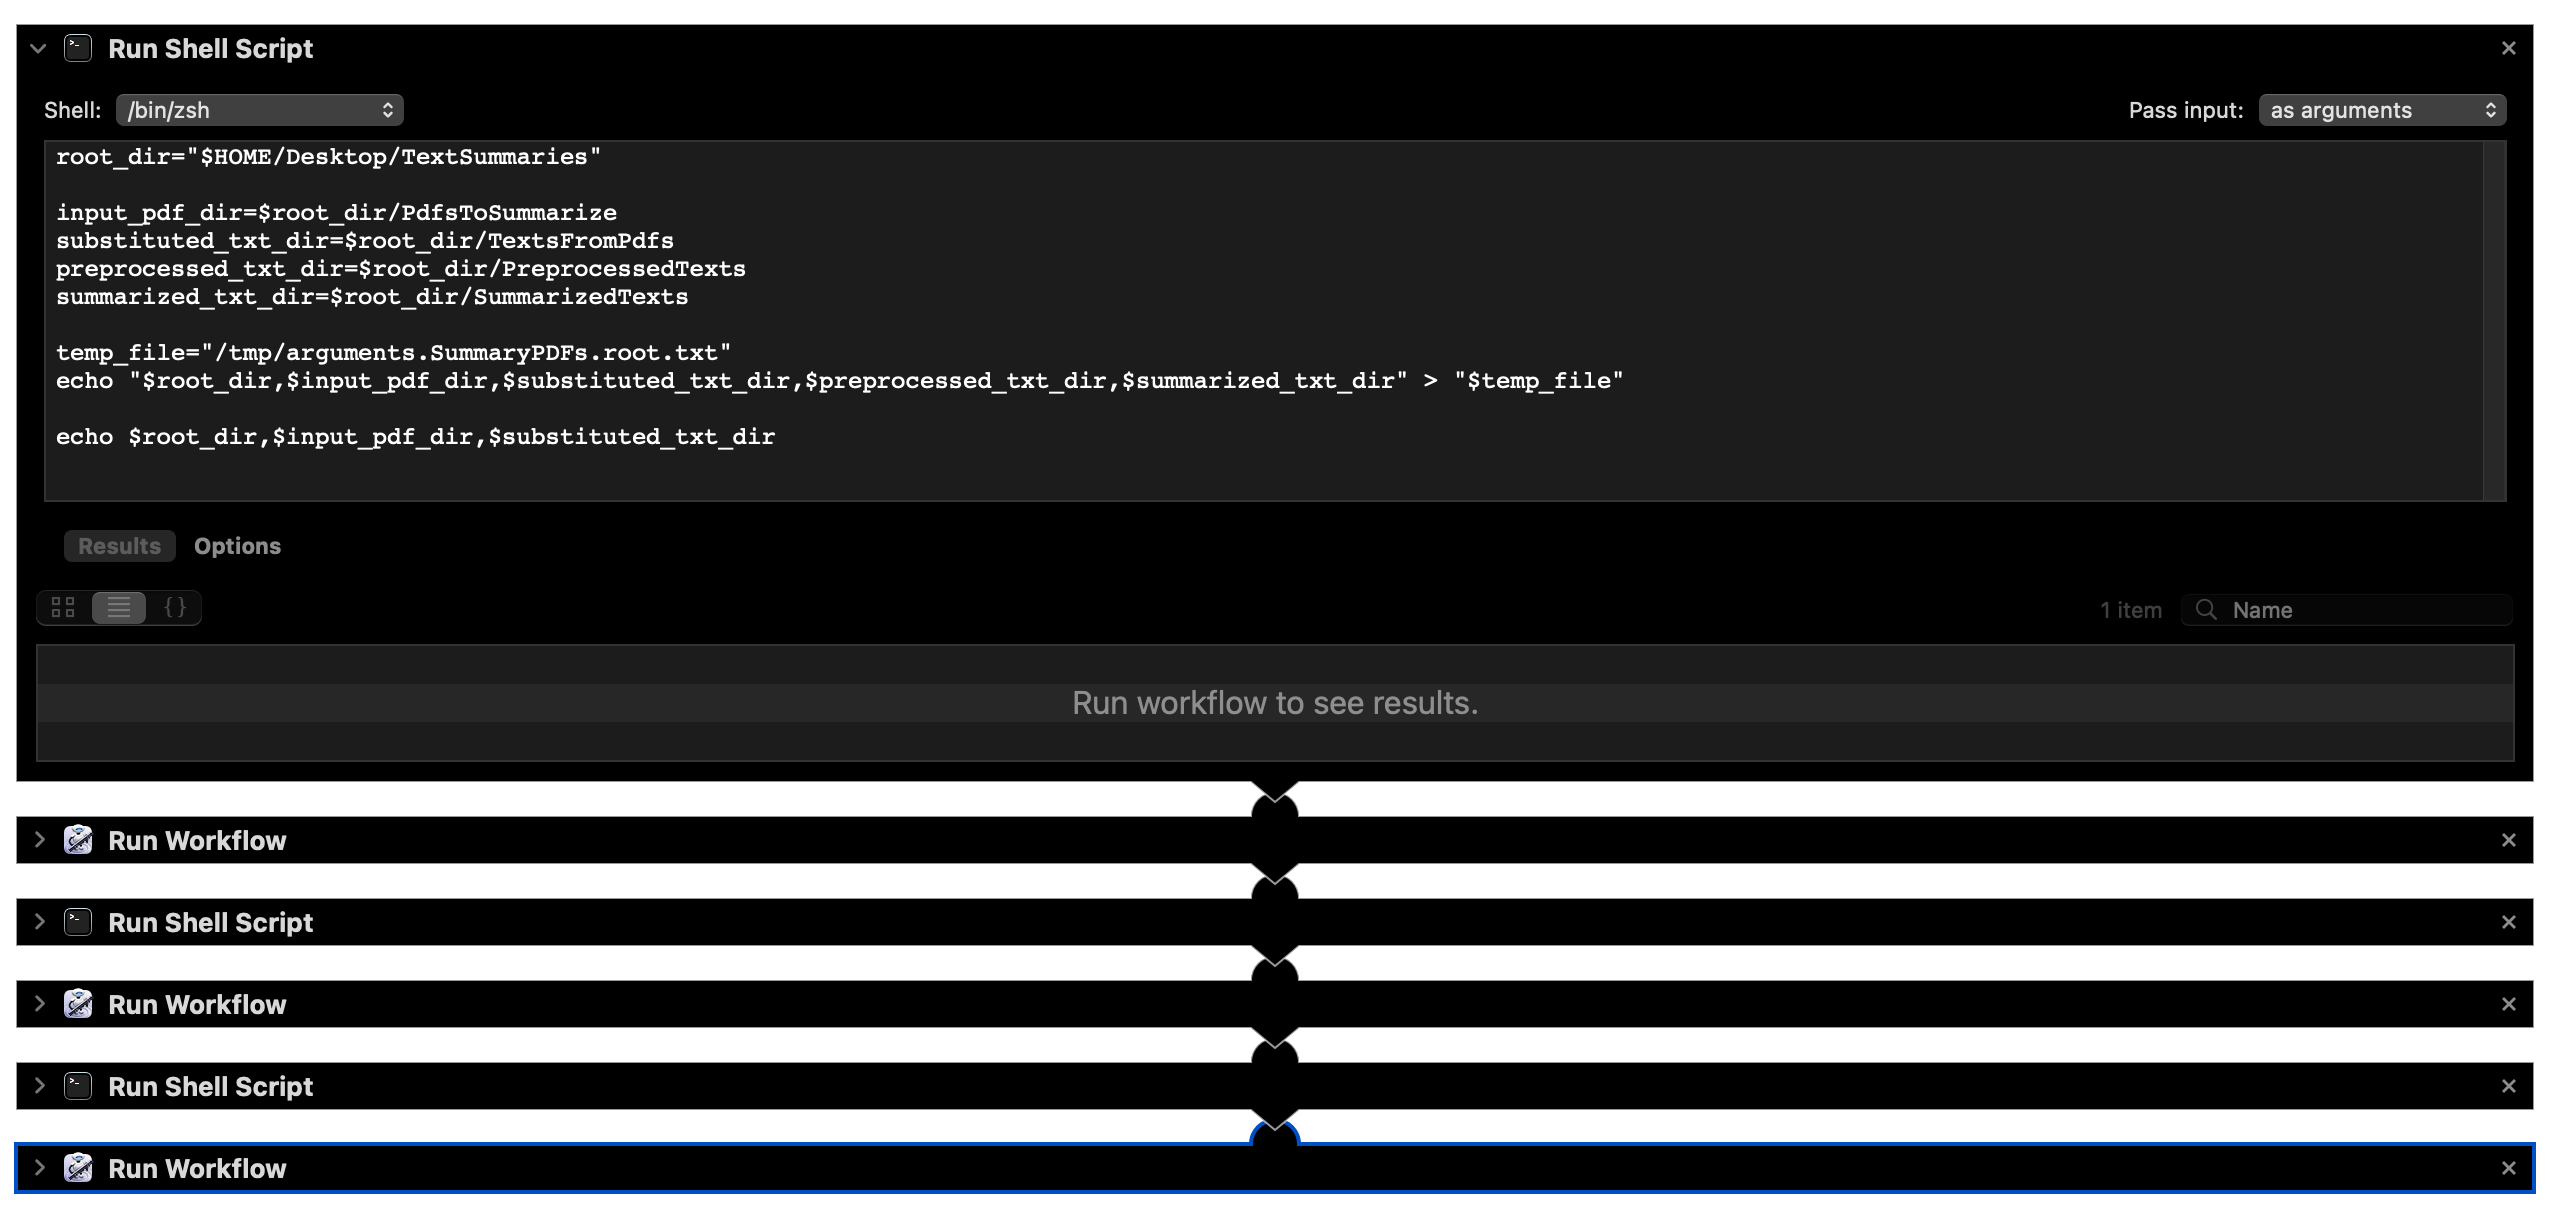 Run Shell Script
Shell: /bin/zsh Pass input: as arguments
root_dir="$HOME/Desktop/TextSummaries"
input_pdf_dir=$root_dir/PdfsToSummarize
substituted_txt_dir=$root_dir/TextsFromPdfs
preprocessed_txt_dir=$root_dir/PreprocessedTexts
summarized_txt_dir=$root_dir/SummarizedTexts
temp_file="/tmp/arguments.SummaryPDFs.root.txt"
echo "$root_dir,$input_pdf_dir,$substituted_txt_dir,$preprocessed_txt_dir,$summarized_txt_dir" > "$temp_file"
echo $root_dir,$input_pdf_dir,$substituted_txt_dir
Results Options
{} 1 item Name
Run workflow to see results.
Run Workflow
Run Shell Script
Run Workflow
Run Shell Script
Run Workflow